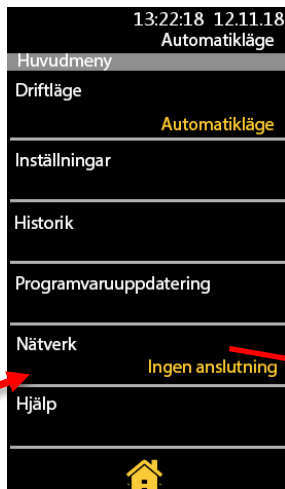 13:22:18 12.11.18
Automatikläge
Huvudmeny
Driftläge
Automatikläge
Inställningar
Historik
Programvaruuppdatering
Nätverk
Ingen anslutning
Hjälp